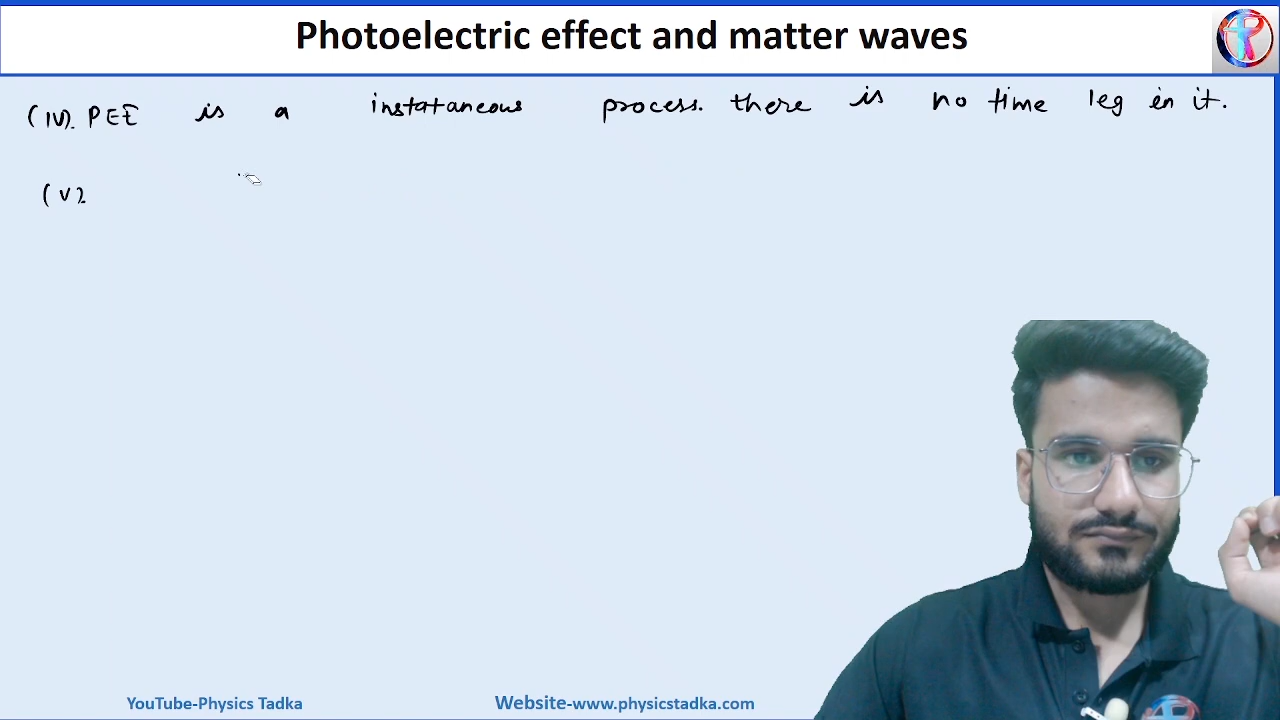 Photoelectric effect and matter waves
(IV). PEE is a instataneous process. there is no time leg in it.
(V).
YouTube-Physics Tadka Website-www.physicstadka.com